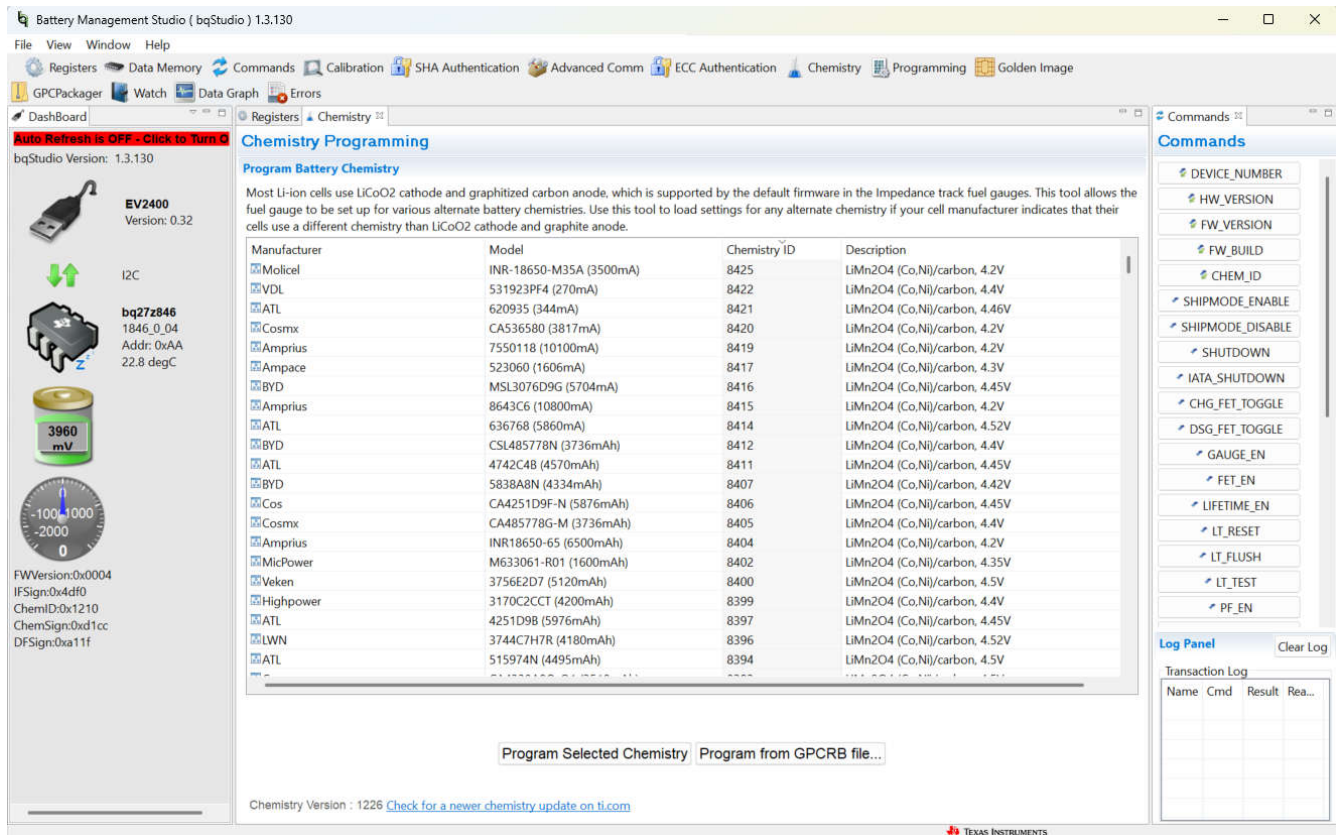 Battery Management Studio ( bqStudio ) 1.3.130
File View Window Help
Registers Data Memory Commands Calibration SHA Authentication Advanced Comm ECC Authentication Chemistry Programming Golden Image
GPCPackager Watch Data Graph Errors
DashBoard
Auto Refresh is OFF - Click to Turn O
bqStudio Version: 1.3.130
EV2400
Version: 0.32
I2C
bq27z846
1846_0_04
Addr: 0xAA
22.8 degC
Z
3960
mV
0
-100 1000
-2000
0
FWVersion:0x0004
IFSign:0x4df0
ChemID:0x1210
ChemSign:0xd1cc
DFSign:0xa11f
Registers Chemistry
Chemistry Programming
Program Battery Chemistry
Most Li-ion cells use LiCoO2 cathode and graphitized carbon anode, which is supported by the default firmware in the Impedance track fuel gauges. This tool allows the
fuel gauge to be set up for various alternate battery chemistries. Use this tool to load settings for any alternate chemistry if your cell manufacturer indicates that their
cells use a different chemistry than LiCoO2 cathode and graphite anode.
Manufacturer Model Chemistry ID Description
Molicel INR-18650-M35A (3500mA) 8425 LiMn2O4 (Co,Ni)/carbon, 4.2V
VDL 531923PF4 (270mA) 8422 LiMn2O4 (Co,Ni)/carbon, 4.4V
ATL 620935 (344mA) 8421 LiMn2O4 (Co,Ni)/carbon, 4.46V
Cosmx CA536580 (3817mA) 8420 LiMn2O4 (Co,Ni)/carbon, 4.2V
Amprius 7550118 (10100mA) 8419 LiMn2O4 (Co,Ni)/carbon, 4.2V
Ampace 523060 (1606mA) 8417 LiMn2O4 (Co,Ni)/carbon, 4.3V
BYD MSL3076D9G (5704mA) 8416 LiMn2O4 (Co,Ni)/carbon, 4.45V
Amprius 8643C6 (10800mA) 8415 LiMn2O4 (Co,Ni)/carbon, 4.2V
ATL 636768 (5860mA) 8414 LiMn2O4 (Co,Ni)/carbon, 4.52V
BYD CSL485778N (3736mAh) 8412 LiMn2O4 (Co,Ni)/carbon, 4.4V
ATL 4742C4B (4570mAh) 8411 LiMn2O4 (Co,Ni)/carbon, 4.45V
BYD 5838A8N (4334mAh) 8407 LiMn2O4 (Co,Ni)/carbon, 4.42V
Cos CA4251D9F-N (5876mAh) 8406 LiMn2O4 (Co,Ni)/carbon, 4.45V
Cosmx CA485778G-M (3736mAh) 8405 LiMn2O4 (Co,Ni)/carbon, 4.4V
Amprius INR18650-65 (6500mAh) 8404 LiMn2O4 (Co,Ni)/carbon, 4.2V
MicPower M633061-R01 (1600mAh) 8402 LiMn2O4 (Co,Ni)/carbon, 4.35V
Veken 3756E2D7 (5120mAh) 8400 LiMn2O4 (Co,Ni)/carbon, 4.5V
Highpower 3170C2CCT (4200mAh) 8399 LiMn2O4 (Co,Ni)/carbon, 4.4V
ATL 4251D9B (5976mAh) 8397 LiMn2O4 (Co,Ni)/carbon, 4.45V
LWN 3744C7H7R (4180mAh) 8396 LiMn2O4 (Co,Ni)/carbon, 4.52V
ATL 515974N (4495mAh) 8394 LiMn2O4 (Co,Ni)/carbon, 4.5V
Program Selected Chemistry Program from GPCRB file...
Chemistry Version : 1226 Check for a newer chemistry update on ti.com
Commands
Commands
DEVICE_NUMBER
HW_VERSION
FW_VERSION
FW_BUILD
CHEM_ID
SHIPMODE_ENABLE
SHIPMODE_DISABLE
SHUTDOWN
IATA_SHUTDOWN
CHG_FET_TOGGLE
DSG_FET_TOGGLE
GAUGE_EN
FET_EN
LIFETIME_EN
LT_RESET
LT_FLUSH
LT_TEST
PF_EN
Log Panel Clear Log
Transaction Log
Name Cmd Result Rea...
TEXAS INSTRUMENTS